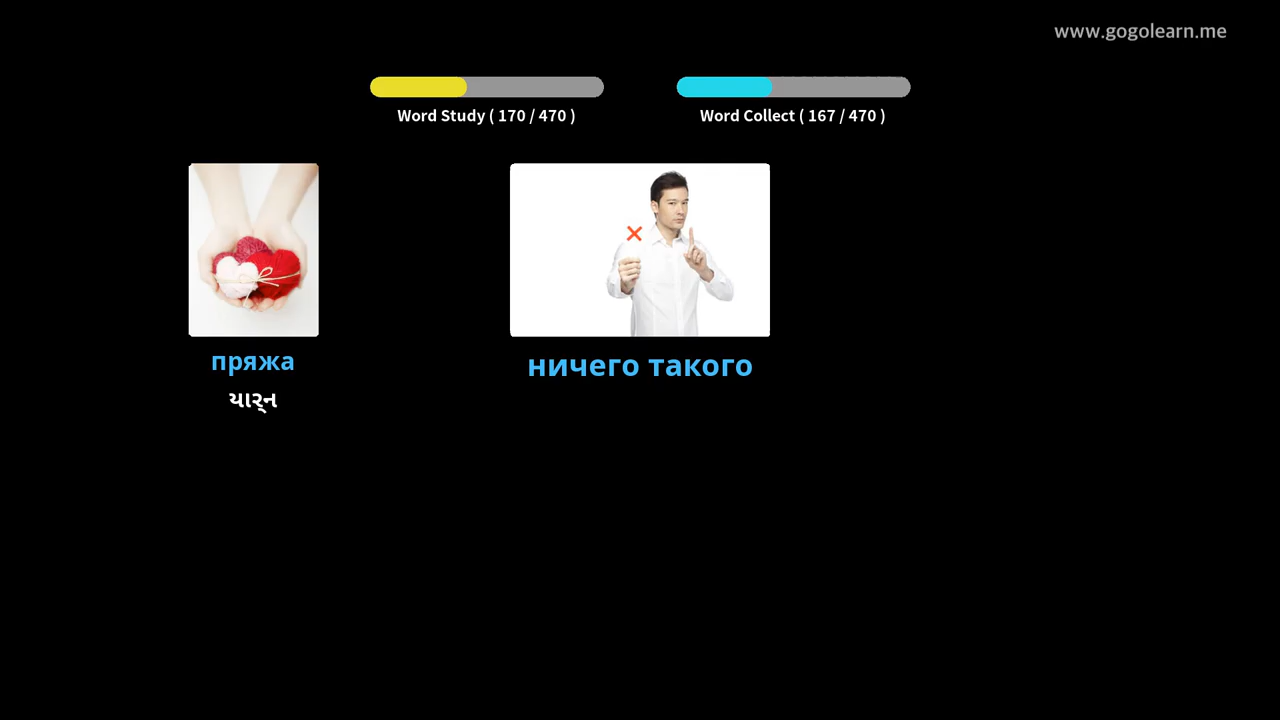 www.gogolearn.me
Word Study ( 170 / 470 )
Word Collect ( 167 / 470 )
пряжа
યાર્ન
ничего такого